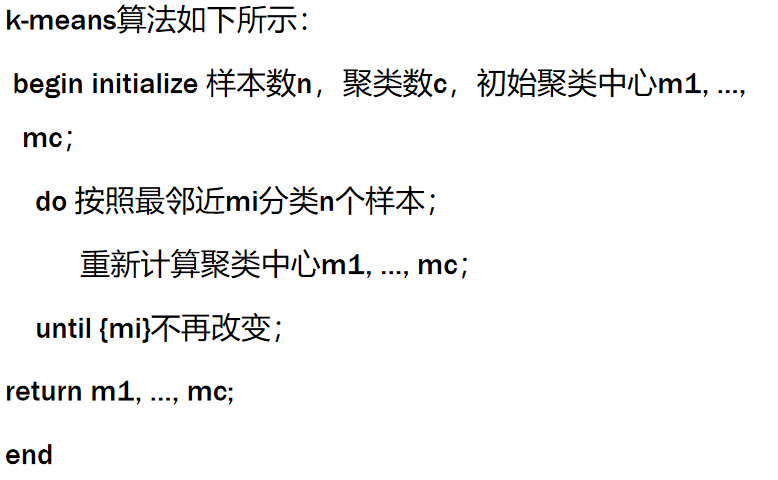 k-means算法如下所示：
begin initialize 样本数n，聚类数c，初始聚类中心m1, ...,
mc；
do 按照最邻近mi分类n个样本；
重新计算聚类中心m1, ..., mc；
until {mi}不再改变；
return m1, ..., mc;
end